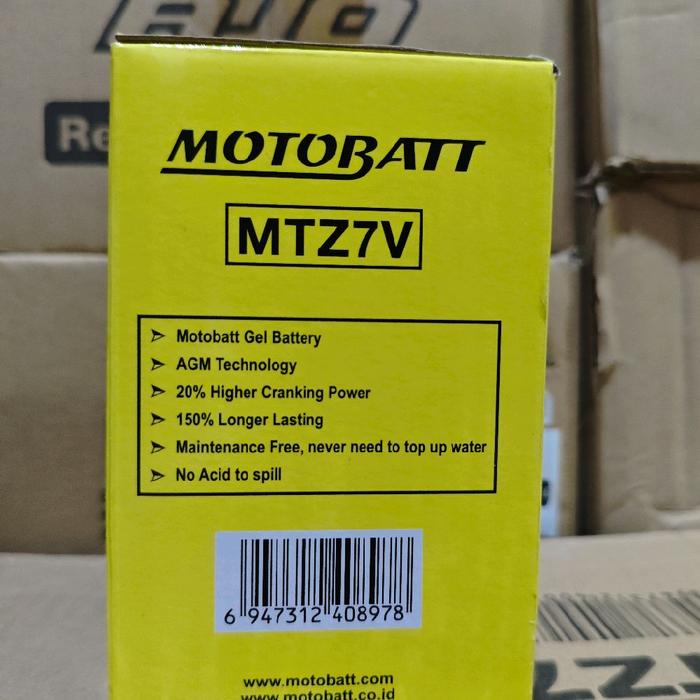 Re
MOTOBATT
MTZ7V
Motobatt Gel Battery
AGM Technology
20% Higher Cranking Power
150% Longer Lasting
Maintenance Free, never need to top up water
No Acid to spill
6 947312 408978
www.motobatt.com
www.motobatt.co.id